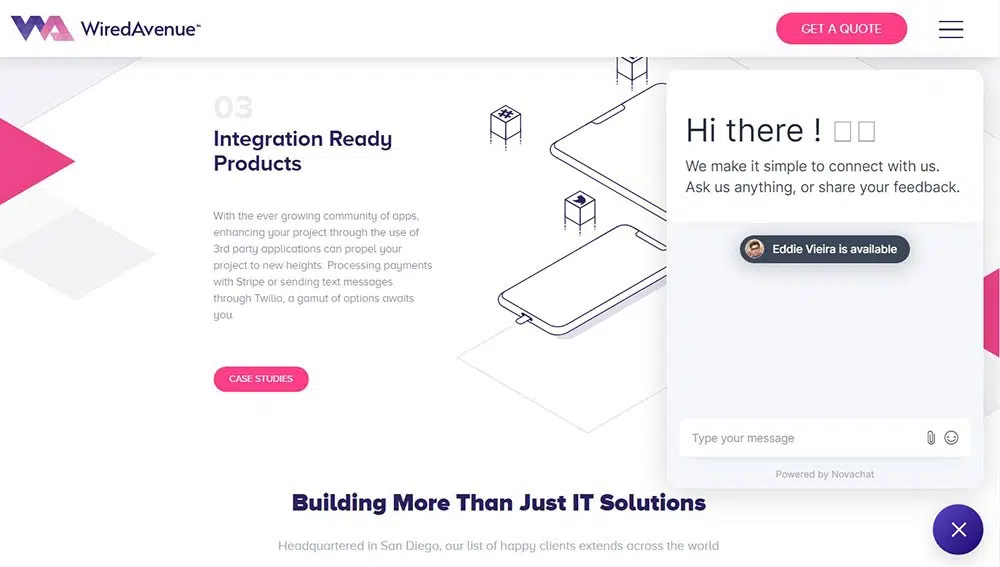 WA WiredAvenue™
GET A QUOTE
03
Integration Ready
Products
With the ever growing community of apps,
enhancing your project through the use of
3rd party applications can propel your
project to new heights. Processing payments
with Stripe or sending text messages
through Twilio, a gamut of options awaits
you.
CASE STUDIES
Hi there ! □□
We make it simple to connect with us.
Ask us anything, or share your feedback.
Eddie Vieira is available
Type your message
Powered by Novachat
Building More Than Just IT Solutions
Headquartered in San Diego, our list of happy clients extends across the world